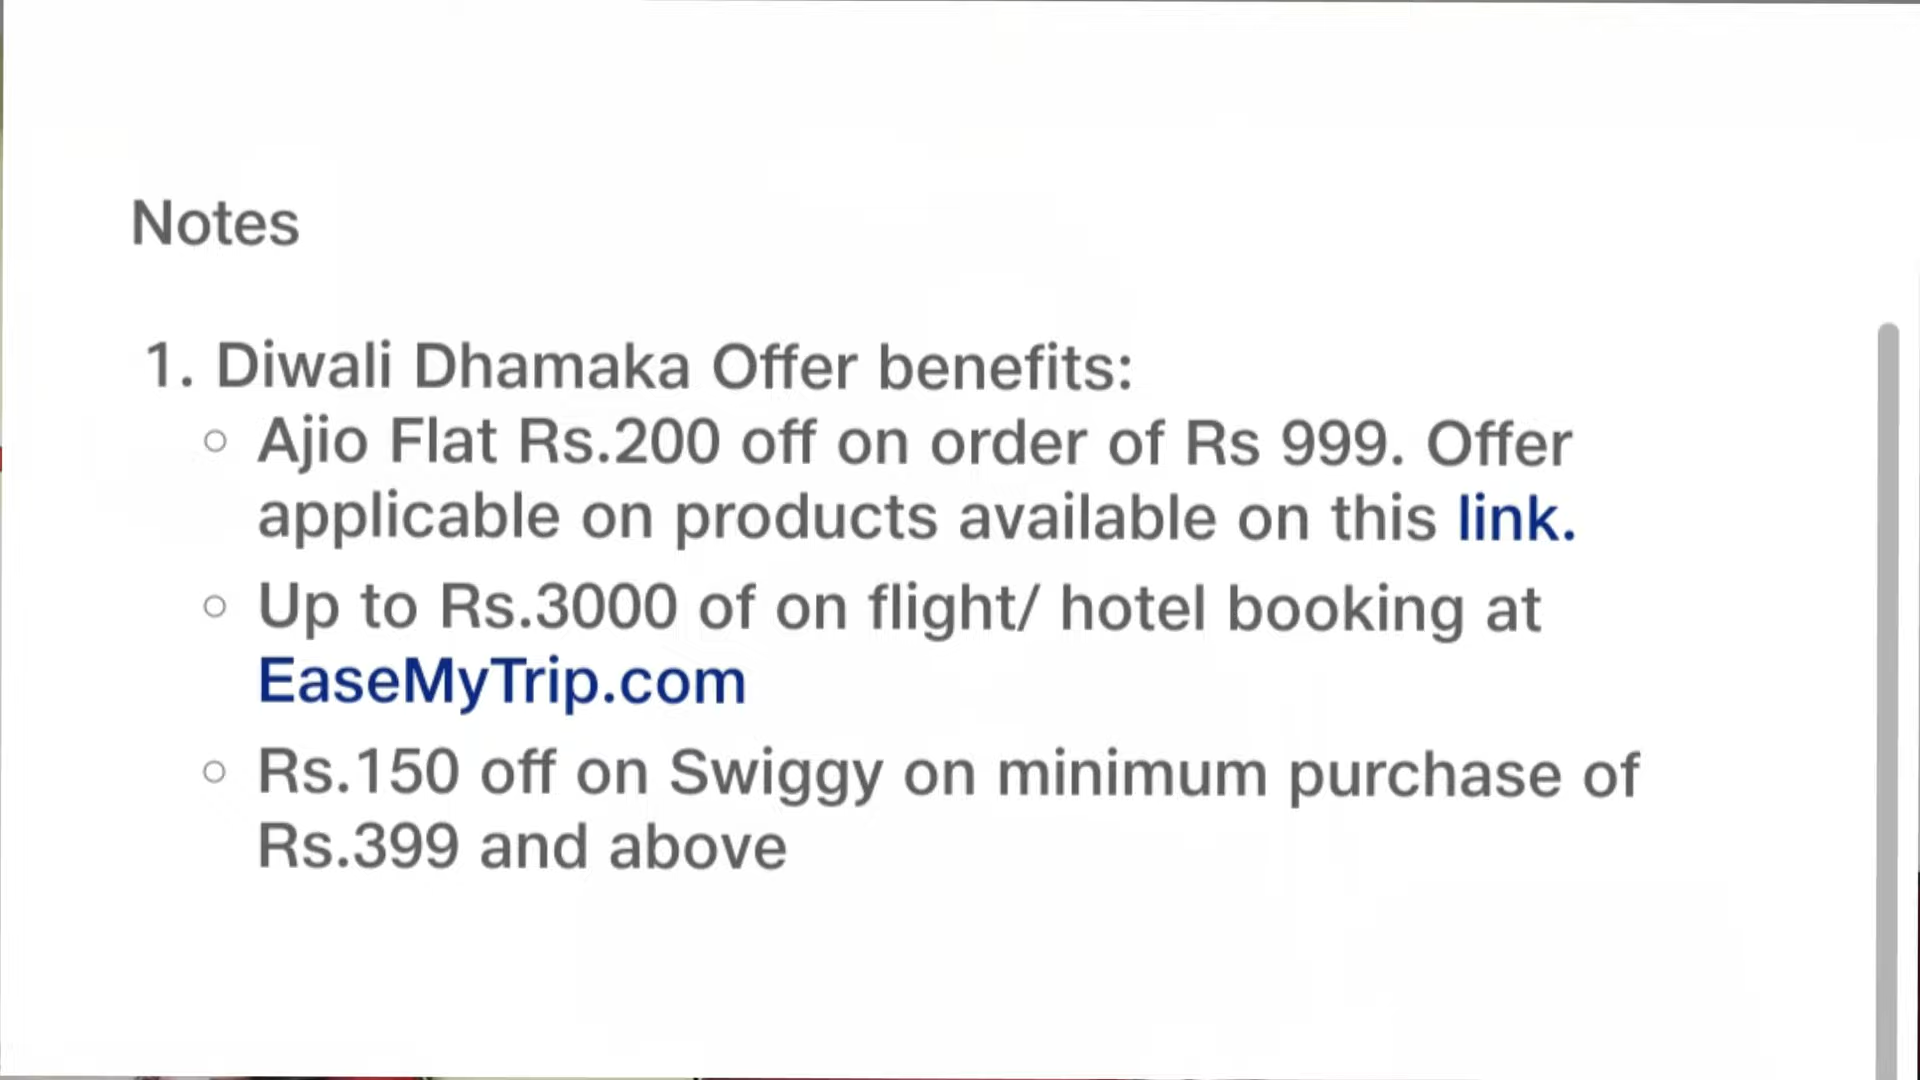 Notes
1. Diwali Dhamaka Offer benefits:
○ Ajio Flat Rs.200 off on order of Rs 999. Offer
applicable on products available on this link.
○ Up to Rs.3000 of on flight/ hotel booking at
EaseMyTrip.com
○ Rs.150 off on Swiggy on minimum purchase of
Rs.399 and above